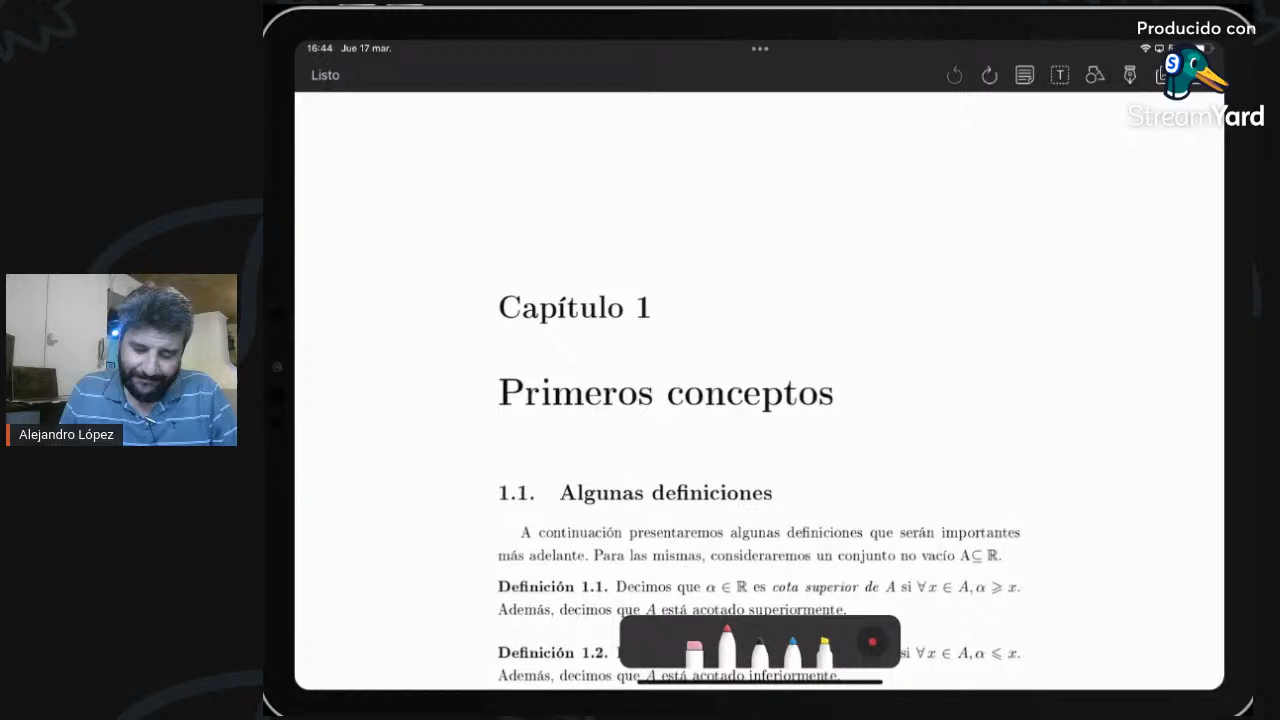 Producido con
StreamYard
16:44 Jue 17 mar.
Listo
Capítulo 1
Primeros conceptos
1.1. Algunas definiciones
A continuación presentaremos algunas definiciones que serán importantes
más adelante. Para las mismas, consideraremos un conjunto no vacío A⊆ ℝ.
Definición 1.1. Decimos que α ∈ ℝ es cota superior de A si ∀ x ∈ A, α ⩾ x.
Además, decimos que A está acotado superiormente.
Definición 1.2. si ∀ x ∈ A, α ⩽ x.
Además, decimos que A está acotado inferiormente.
Alejandro López